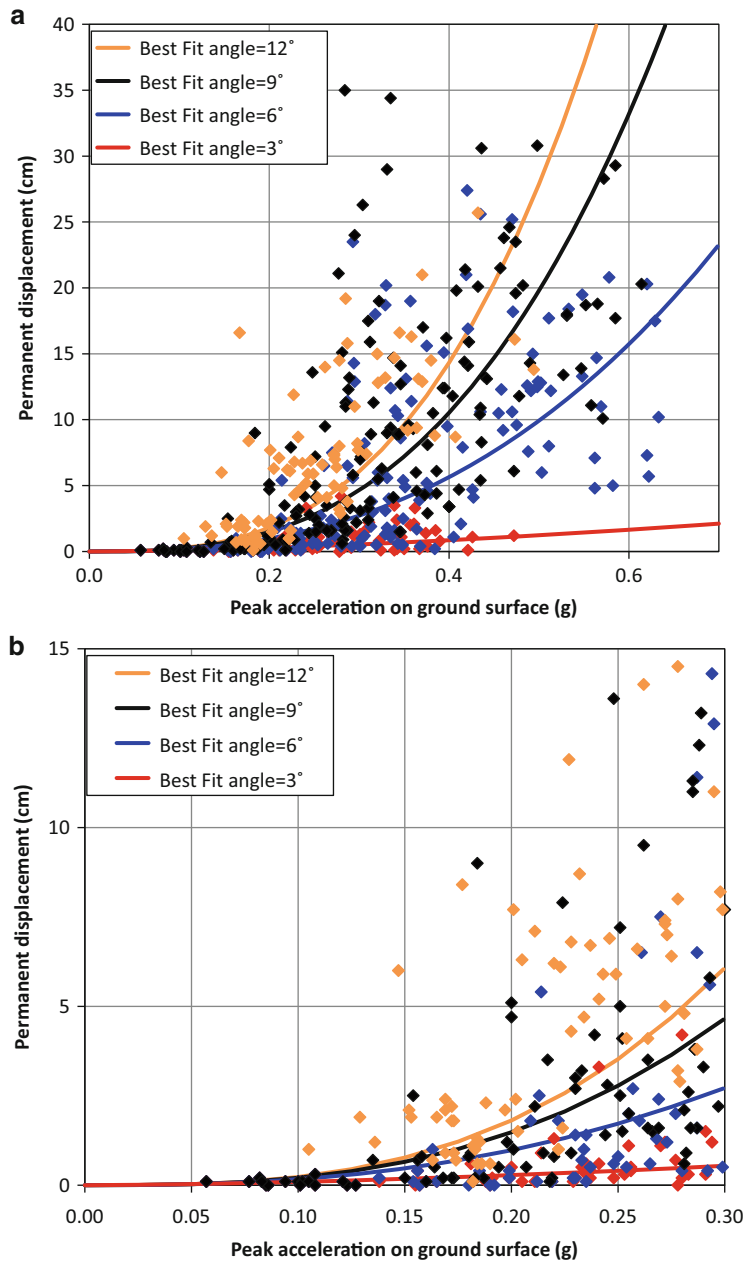 a
40
35
30
25
20
15
10
5
0
Permanent displacement (cm)
Best Fit angle=12˚
Best Fit angle=9˚
Best Fit angle=6˚
Best Fit angle=3˚
0.0 0.2 0.4 0.6
Peak acceleration on ground surface (g)
b
15
10
5
0
Permanent displacement (cm)
Best Fit angle=12˚
Best Fit angle=9˚
Best Fit angle=6˚
Best Fit angle=3˚
0.00 0.05 0.10 0.15 0.20 0.25 0.30
Peak acceleration on ground surface (g)